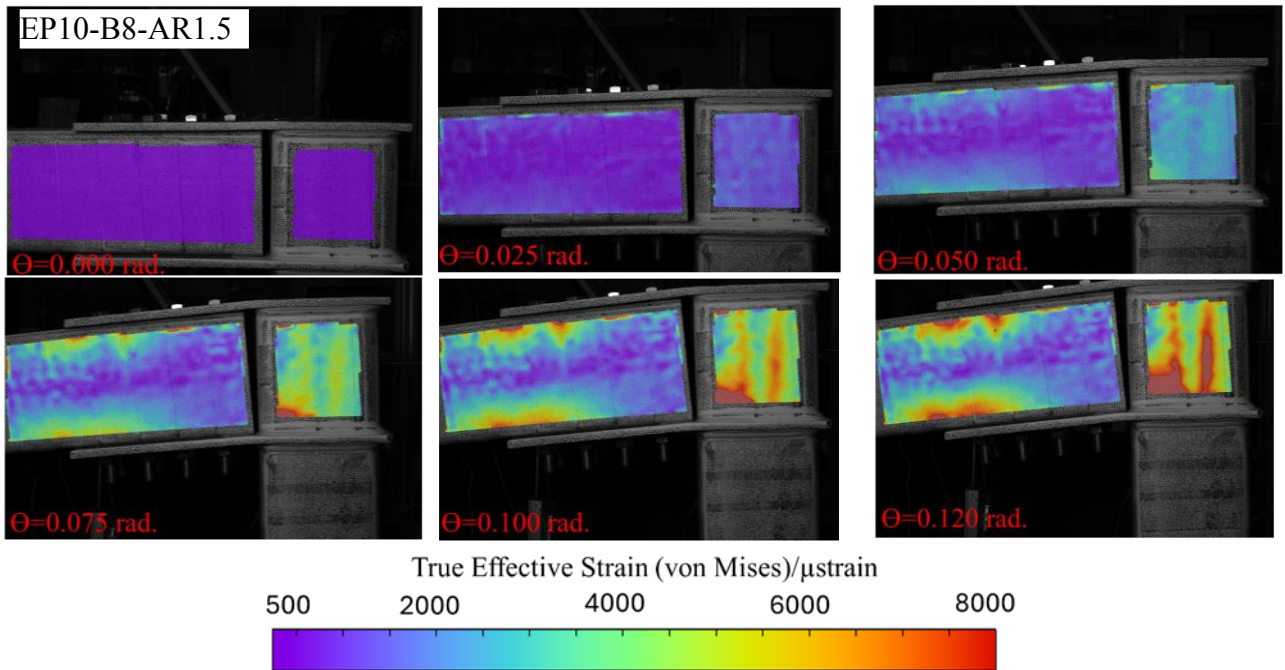 EP10-B8-AR1.5
Ө=0.000 rad.
Ө=0.025 rad.
Ө=0.050 rad.
Ө=0.075 rad.
Ө=0.100 rad.
Ө=0.120 rad.
True Effective Strain (von Mises)/μstrain
500 2000 4000 6000 8000